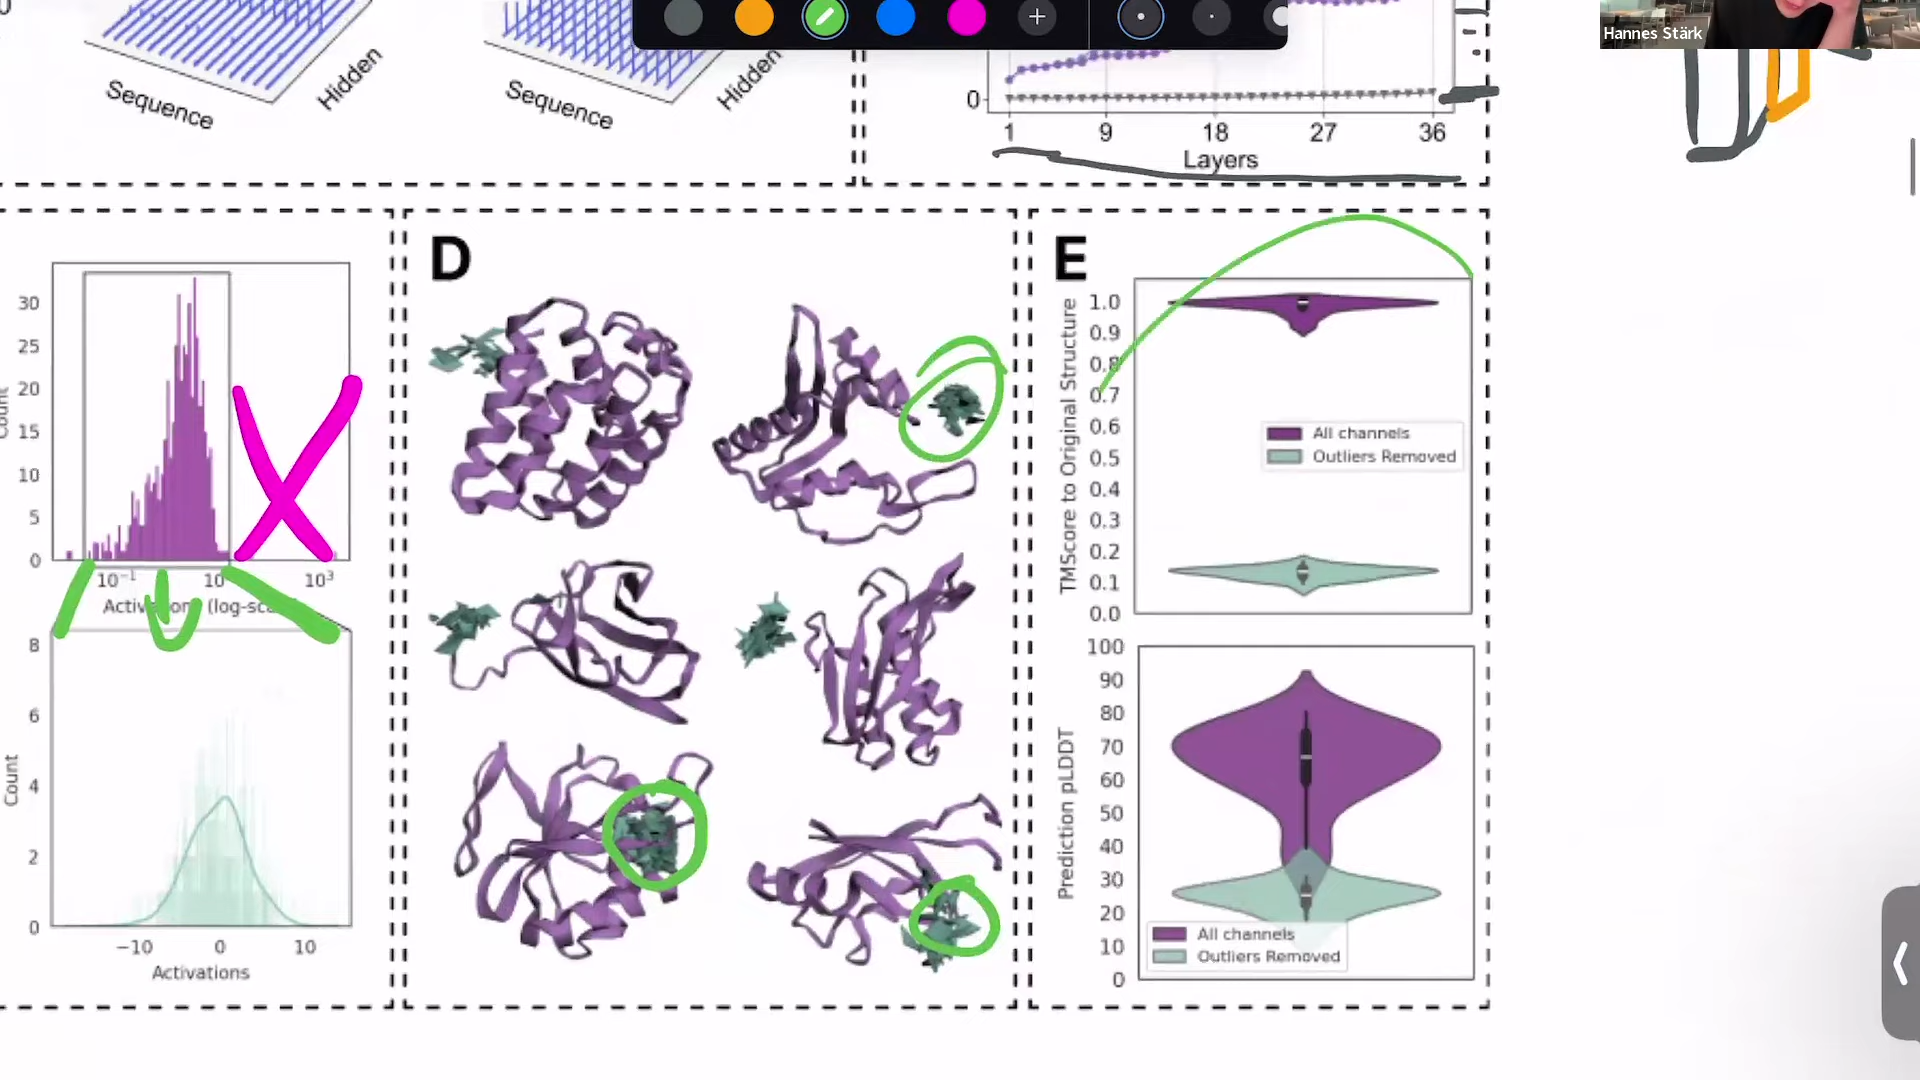 Hannes Stärk
Sequence
Hidden
Sequence
Hidden
0
1 9 18 27 36
Layers
30
25
20
15
10
5
0
10⁻¹ 10 10³
8
6
4
2
0
Count
−10 0 10
Activations
D
E
TMScore to Original Structure
1.0
0.9
0.8
0.7
0.6
0.5
0.4
0.3
0.2
0.1
0.0
All channels
Outliers Removed
Prediction pLDDT
100
90
80
70
60
50
40
30
20
10
0
All channels
Outliers Removed